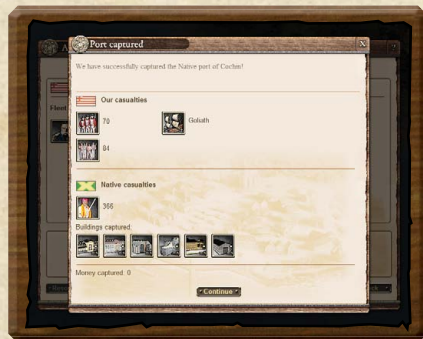 Port captured
X
We have successfully captured the Native port of Cochin!
Our casualties
70
Goliath
84
Native casualties
366
Buildings captured:
Money captured: 0
Continue